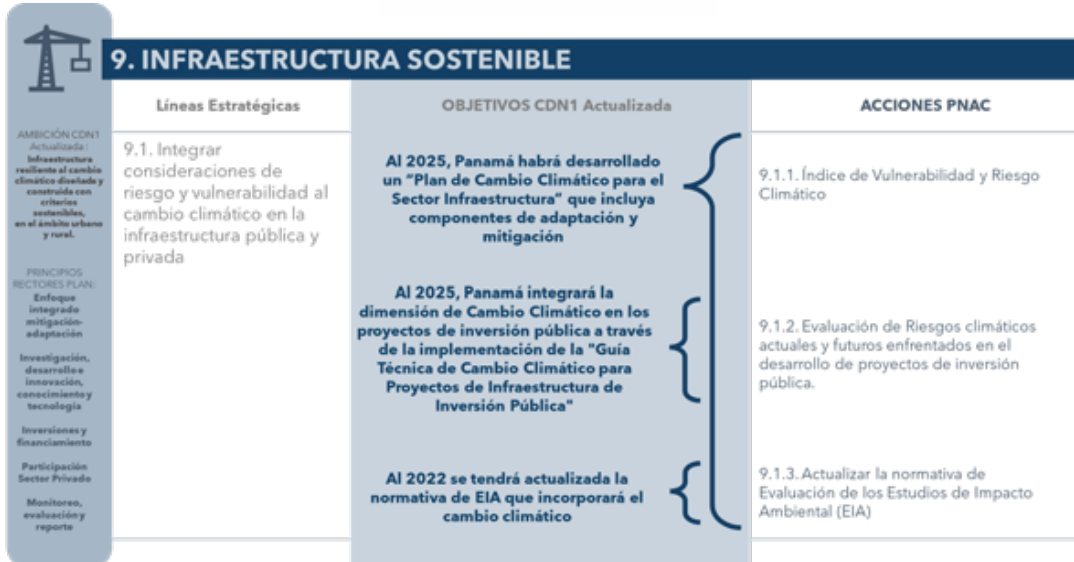 9. INFRAESTRUCTURA SOSTENIBLE
AMBICIÓN CDN1
Actualizada :
Infraestructura
resiliente al cambio
climático diseñada y
construida con
criterios
sostenibles,
en el ámbito urbano
y rural.
PRINCIPIOS
RECTORES PLAN:
Enfoque
integrado
mitigación-
adaptación
Investigación,
desarrollo e
innovación,
conocimiento y
tecnología
Inversiones y
financiamiento
Participación
Sector Privado
Monitoreo,
evaluación y
reporte
Líneas Estratégicas
9.1. Integrar
consideraciones de
riesgo y vulnerabilidad al
cambio climático en la
infraestructura pública y
privada
OBJETIVOS CDN1 Actualizada
Al 2025, Panamá habrá desarrollado
un "Plan de Cambio Climático para el
Sector Infraestructura" que incluya
componentes de adaptación y
mitigación
Al 2025, Panamá integrará la
dimensión de Cambio Climático en los
proyectos de inversión pública a través
de la implementación de la "Guía
Técnica de Cambio Climático para
Proyectos de Infraestructura de
Inversión Pública"
Al 2022 se tendrá actualizada la
normativa de EIA que incorporará el
cambio climático
ACCIONES PNAC
9.1.1. Índice de Vulnerabilidad y Riesgo
Climático
9.1.2. Evaluación de Riesgos climáticos
actuales y futuros enfrentados en el
desarrollo de proyectos de inversión
pública.
9.1.3. Actualizar la normativa de
Evaluación de los Estudios de Impacto
Ambiental (EIA)